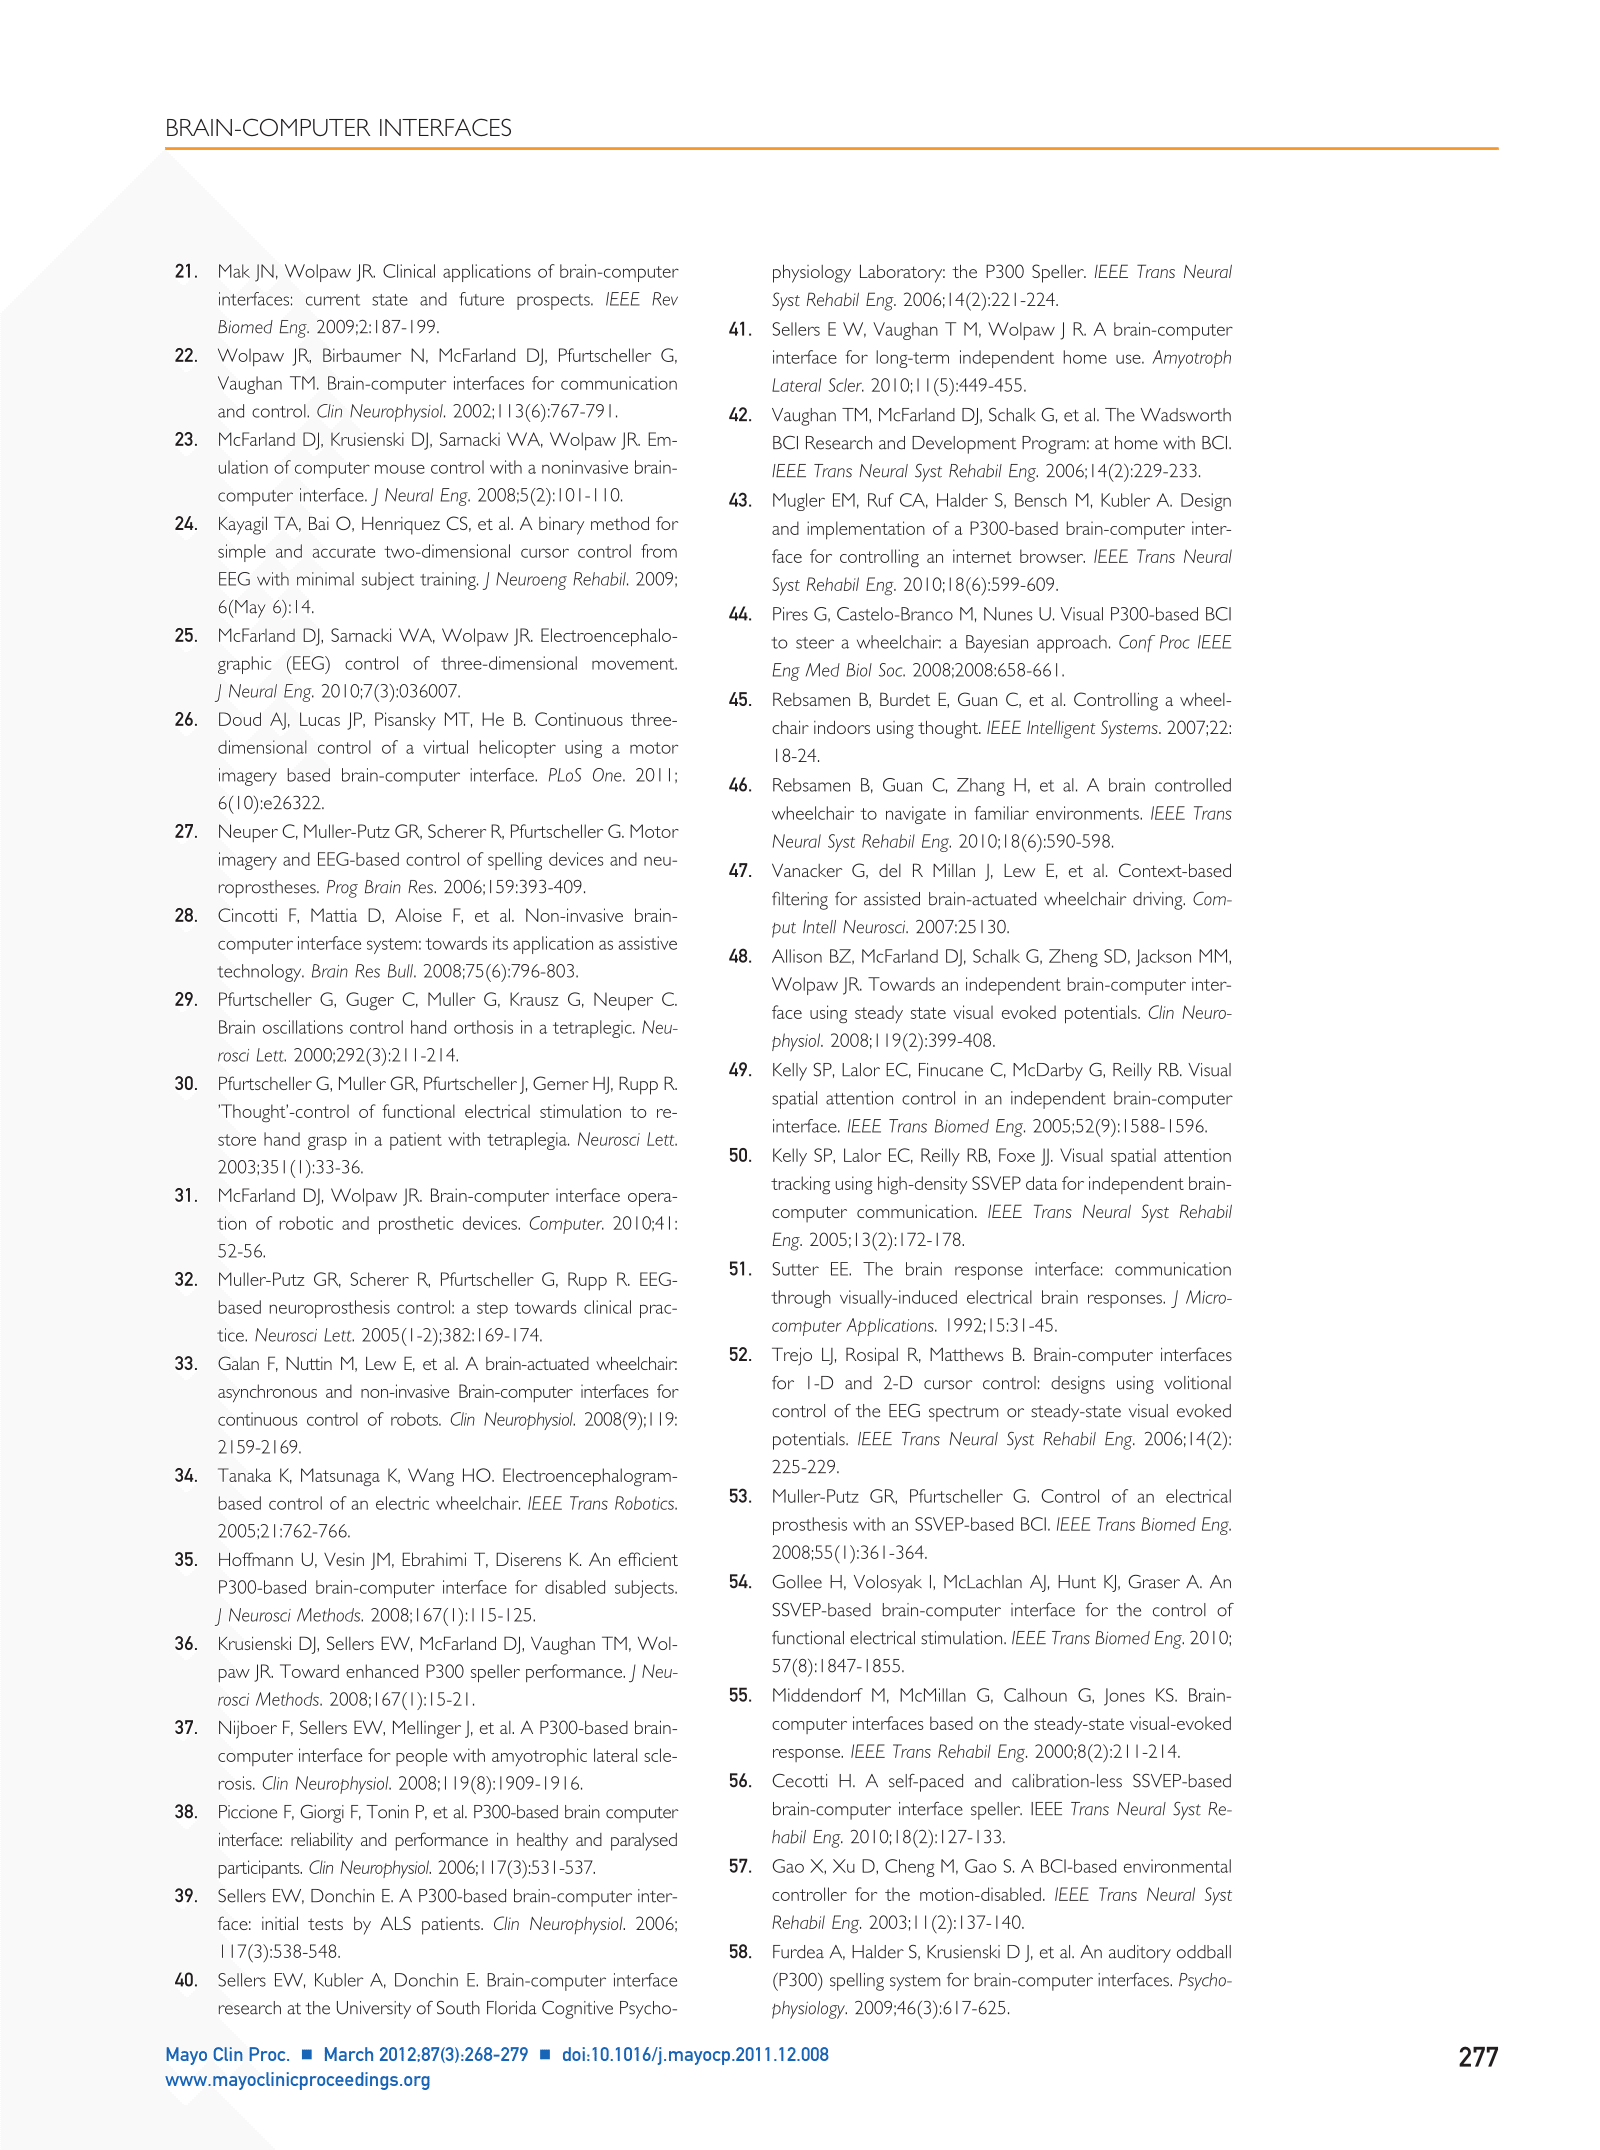 BRAIN-COMPUTER INTERFACES
21. Mak JN, Wolpaw JR. Clinical applications of brain-computer
interfaces: current state and future prospects. IEEE Rev
Biomed Eng. 2009;2:187-199.
22. Wolpaw JR, Birbaumer N, McFarland DJ, Pfurtscheller G,
Vaughan TM. Brain-computer interfaces for communication
and control. Clin Neurophysiol. 2002;113(6):767-791.
23. McFarland DJ, Krusienski DJ, Sarnacki WA, Wolpaw JR. Em-
ulation of computer mouse control with a noninvasive brain-
computer interface. J Neural Eng. 2008;5(2):101-110.
24. Kayagil TA, Bai O, Henriquez CS, et al. A binary method for
simple and accurate two-dimensional cursor control from
EEG with minimal subject training. J Neuroeng Rehabil. 2009;
6(May 6):14.
25. McFarland DJ, Sarnacki WA, Wolpaw JR. Electroencephalo-
graphic (EEG) control of three-dimensional movement.
J Neural Eng. 2010;7(3):036007.
26. Doud AJ, Lucas JP, Pisansky MT, He B. Continuous three-
dimensional control of a virtual helicopter using a motor
imagery based brain-computer interface. PLoS One. 2011;
6(10):e26322.
27. Neuper C, Muller-Putz GR, Scherer R, Pfurtscheller G. Motor
imagery and EEG-based control of spelling devices and neu-
roprostheses. Prog Brain Res. 2006;159:393-409.
28. Cincotti F, Mattia D, Aloise F, et al. Non-invasive brain-
computer interface system: towards its application as assistive
technology. Brain Res Bull. 2008;75(6):796-803.
29. Pfurtscheller G, Guger C, Muller G, Krausz G, Neuper C.
Brain oscillations control hand orthosis in a tetraplegic. Neu-
rosci Lett. 2000;292(3):211-214.
30. Pfurtscheller G, Muller GR, Pfurtscheller J, Gerner HJ, Rupp R.
'Thought'-control of functional electrical stimulation to re-
store hand grasp in a patient with tetraplegia. Neurosci Lett.
2003;351(1):33-36.
31. McFarland DJ, Wolpaw JR. Brain-computer interface opera-
tion of robotic and prosthetic devices. Computer. 2010;41:
52-56.
32. Muller-Putz GR, Scherer R, Pfurtscheller G, Rupp R. EEG-
based neuroprosthesis control: a step towards clinical prac-
tice. Neurosci Lett. 2005(1-2);382:169-174.
33. Galan F, Nuttin M, Lew E, et al. A brain-actuated wheelchair:
asynchronous and non-invasive Brain-computer interfaces for
continuous control of robots. Clin Neurophysiol. 2008(9);119:
2159-2169.
34. Tanaka K, Matsunaga K, Wang HO. Electroencephalogram-
based control of an electric wheelchair. IEEE Trans Robotics.
2005;21:762-766.
35. Hoffmann U, Vesin JM, Ebrahimi T, Diserens K. An efficient
P300-based brain-computer interface for disabled subjects.
J Neurosci Methods. 2008;167(1):115-125.
36. Krusienski DJ, Sellers EW, McFarland DJ, Vaughan TM, Wol-
paw JR. Toward enhanced P300 speller performance. J Neu-
rosci Methods. 2008;167(1):15-21.
37. Nijboer F, Sellers EW, Mellinger J, et al. A P300-based brain-
computer interface for people with amyotrophic lateral scle-
rosis. Clin Neurophysiol. 2008;119(8):1909-1916.
38. Piccione F, Giorgi F, Tonin P, et al. P300-based brain computer
interface: reliability and performance in healthy and paralysed
participants. Clin Neurophysiol. 2006;117(3):531-537.
39. Sellers EW, Donchin E. A P300-based brain-computer inter-
face: initial tests by ALS patients. Clin Neurophysiol. 2006;
117(3):538-548.
40. Sellers EW, Kubler A, Donchin E. Brain-computer interface
research at the University of South Florida Cognitive Psycho-
physiology Laboratory: the P300 Speller. IEEE Trans Neural
Syst Rehabil Eng. 2006;14(2):221-224.
41. Sellers E W, Vaughan T M, Wolpaw J R. A brain-computer
interface for long-term independent home use. Amyotroph
Lateral Scler. 2010;11(5):449-455.
42. Vaughan TM, McFarland DJ, Schalk G, et al. The Wadsworth
BCI Research and Development Program: at home with BCI.
IEEE Trans Neural Syst Rehabil Eng. 2006;14(2):229-233.
43. Mugler EM, Ruf CA, Halder S, Bensch M, Kubler A. Design
and implementation of a P300-based brain-computer inter-
face for controlling an internet browser. IEEE Trans Neural
Syst Rehabil Eng. 2010;18(6):599-609.
44. Pires G, Castelo-Branco M, Nunes U. Visual P300-based BCI
to steer a wheelchair: a Bayesian approach. Conf Proc IEEE
Eng Med Biol Soc. 2008;2008:658-661.
45. Rebsamen B, Burdet E, Guan C, et al. Controlling a wheel-
chair indoors using thought. IEEE Intelligent Systems. 2007;22:
18-24.
46. Rebsamen B, Guan C, Zhang H, et al. A brain controlled
wheelchair to navigate in familiar environments. IEEE Trans
Neural Syst Rehabil Eng. 2010;18(6):590-598.
47. Vanacker G, del R Millan J, Lew E, et al. Context-based
filtering for assisted brain-actuated wheelchair driving. Com-
put Intell Neurosci. 2007:25130.
48. Allison BZ, McFarland DJ, Schalk G, Zheng SD, Jackson MM,
Wolpaw JR. Towards an independent brain-computer inter-
face using steady state visual evoked potentials. Clin Neuro-
physiol. 2008;119(2):399-408.
49. Kelly SP, Lalor EC, Finucane C, McDarby G, Reilly RB. Visual
spatial attention control in an independent brain-computer
interface. IEEE Trans Biomed Eng. 2005;52(9):1588-1596.
50. Kelly SP, Lalor EC, Reilly RB, Foxe JJ. Visual spatial attention
tracking using high-density SSVEP data for independent brain-
computer communication. IEEE Trans Neural Syst Rehabil
Eng. 2005;13(2):172-178.
51. Sutter EE. The brain response interface: communication
through visually-induced electrical brain responses. J Micro-
computer Applications. 1992;15:31-45.
52. Trejo LJ, Rosipal R, Matthews B. Brain-computer interfaces
for 1-D and 2-D cursor control: designs using volitional
control of the EEG spectrum or steady-state visual evoked
potentials. IEEE Trans Neural Syst Rehabil Eng. 2006;14(2):
225-229.
53. Muller-Putz GR, Pfurtscheller G. Control of an electrical
prosthesis with an SSVEP-based BCI. IEEE Trans Biomed Eng.
2008;55(1):361-364.
54. Gollee H, Volosyak I, McLachlan AJ, Hunt KJ, Graser A. An
SSVEP-based brain-computer interface for the control of
functional electrical stimulation. IEEE Trans Biomed Eng. 2010;
57(8):1847-1855.
55. Middendorf M, McMillan G, Calhoun G, Jones KS. Brain-
computer interfaces based on the steady-state visual-evoked
response. IEEE Trans Rehabil Eng. 2000;8(2):211-214.
56. Cecotti H. A self-paced and calibration-less SSVEP-based
brain-computer interface speller. IEEE Trans Neural Syst Re-
habil Eng. 2010;18(2):127-133.
57. Gao X, Xu D, Cheng M, Gao S. A BCI-based environmental
controller for the motion-disabled. IEEE Trans Neural Syst
Rehabil Eng. 2003;11(2):137-140.
58. Furdea A, Halder S, Krusienski D J, et al. An auditory oddball
(P300) spelling system for brain-computer interfaces. Psycho-
physiology. 2009;46(3):617-625.
Mayo Clin Proc. ■ March 2012;87(3):268-279 ■ doi:10.1016/j.mayocp.2011.12.008
www.mayoclinicproceedings.org
277